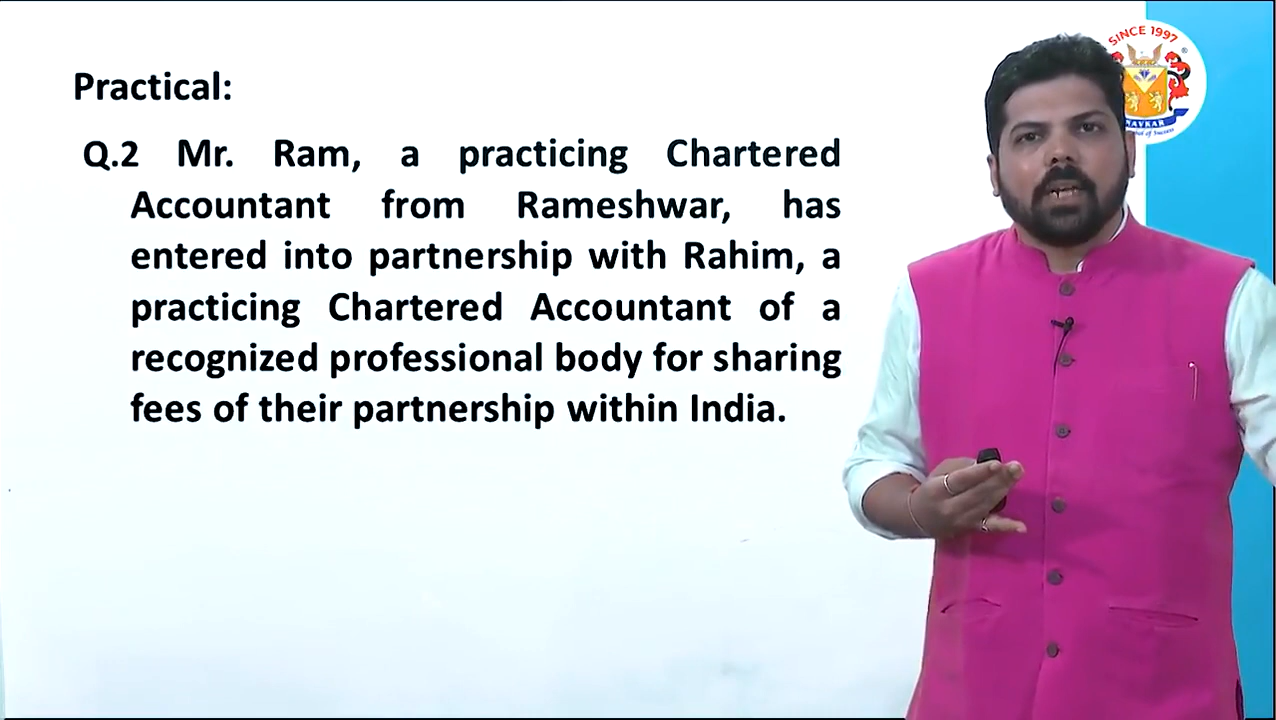 SINCE 1997
Practical:
Q.2 Mr. Ram, a practicing Chartered
Accountant from Rameshwar, has
entered into partnership with Rahim, a
practicing Chartered Accountant of a
recognized professional body for sharing
fees of their partnership within India.